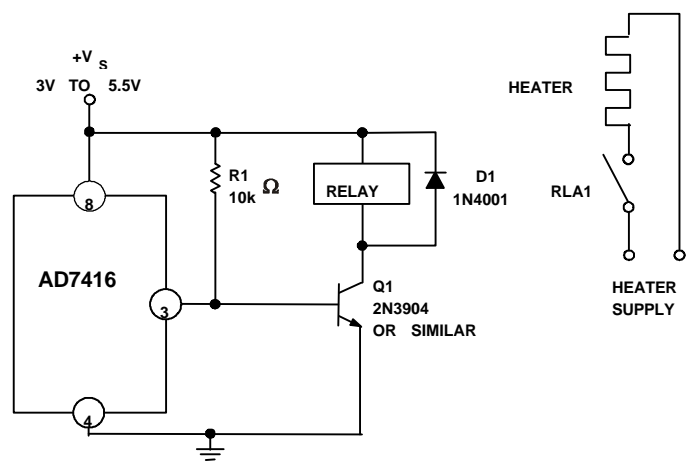 +V S
3V TO 5.5V
HEATER
R1
10k Ω
RELAY
D1
1N4001
RLA1
8
AD7416
3
Q1
2N3904
OR SIMILAR
HEATER
SUPPLY
4